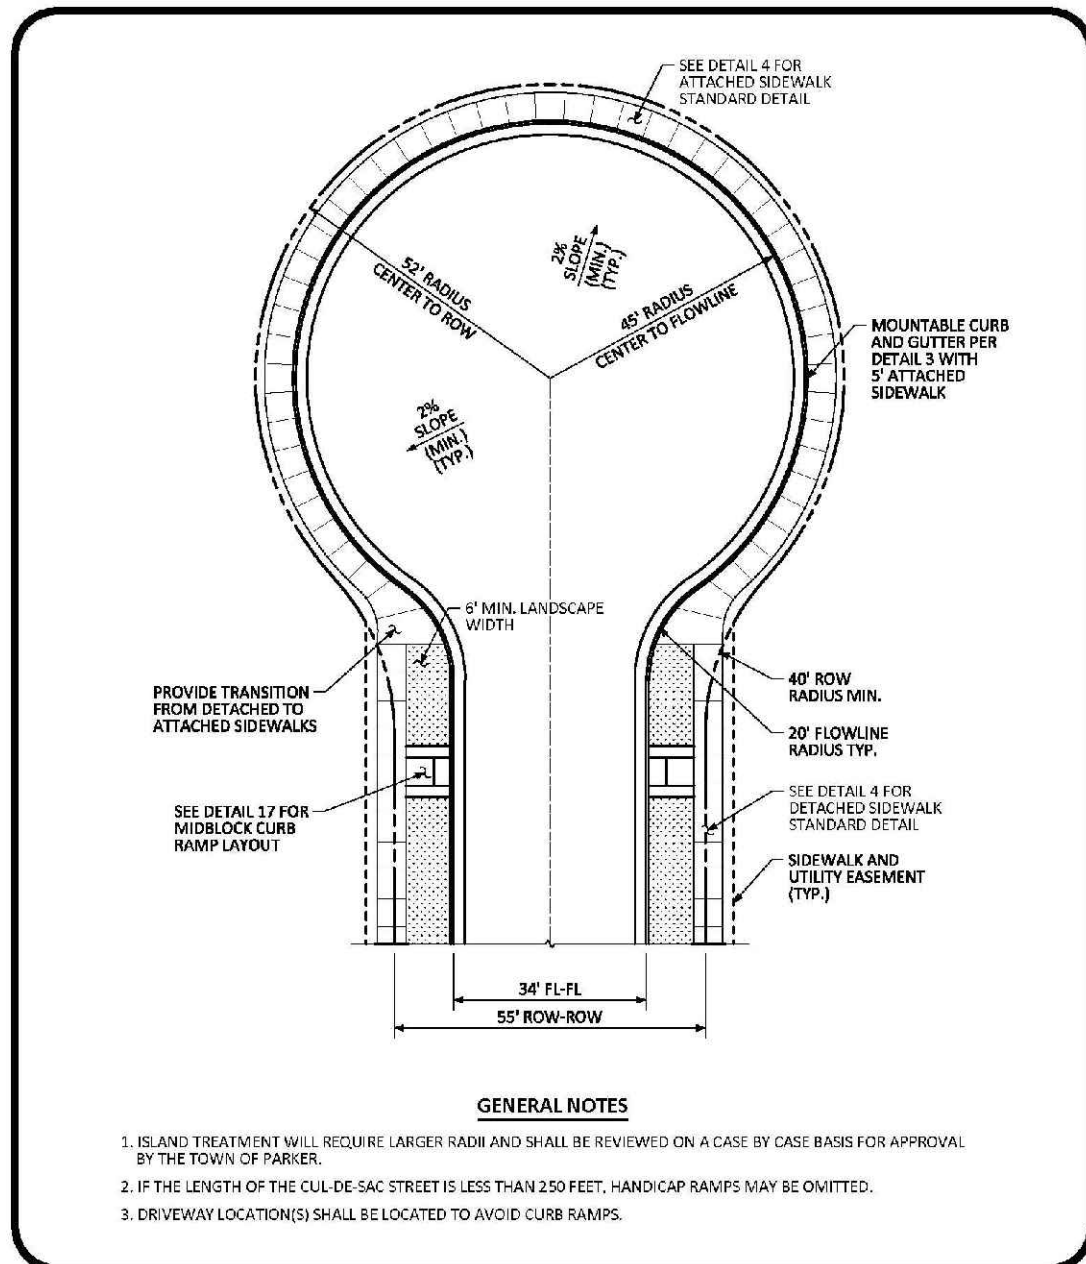 SEE DETAIL 4 FOR
ATTACHED SIDEWALK
STANDARD DETAIL
2%
SLOPE
(MIN.)
(TYP.)
52' RADIUS
CENTER TO ROW
45' RADIUS
CENTER TO FLOWLINE
MOUNTABLE CURB
AND GUTTER PER
DETAIL 3 WITH
5' ATTACHED
SIDEWALK
2%
SLOPE
(MIN.)
(TYP.)
6' MIN. LANDSCAPE
WIDTH
PROVIDE TRANSITION
FROM DETACHED TO
ATTACHED SIDEWALKS
40' ROW
RADIUS MIN.
20' FLOWLINE
RADIUS TYP.
SEE DETAIL 17 FOR
MIDBLOCK CURB
RAMP LAYOUT
SEE DETAIL 4 FOR
DETACHED SIDEWALK
STANDARD DETAIL
SIDEWALK AND
UTILITY EASEMENT
(TYP.)
34' FL-FL
55' ROW-ROW
GENERAL NOTES
1. ISLAND TREATMENT WILL REQUIRE LARGER RADII AND SHALL BE REVIEWED ON A CASE BY CASE BASIS FOR APPROVAL
BY THE TOWN OF PARKER.
2. IF THE LENGTH OF THE CUL-DE-SAC STREET IS LESS THAN 250 FEET, HANDICAP RAMPS MAY BE OMITTED.
3. DRIVEWAY LOCATION(S) SHALL BE LOCATED TO AVOID CURB RAMPS.